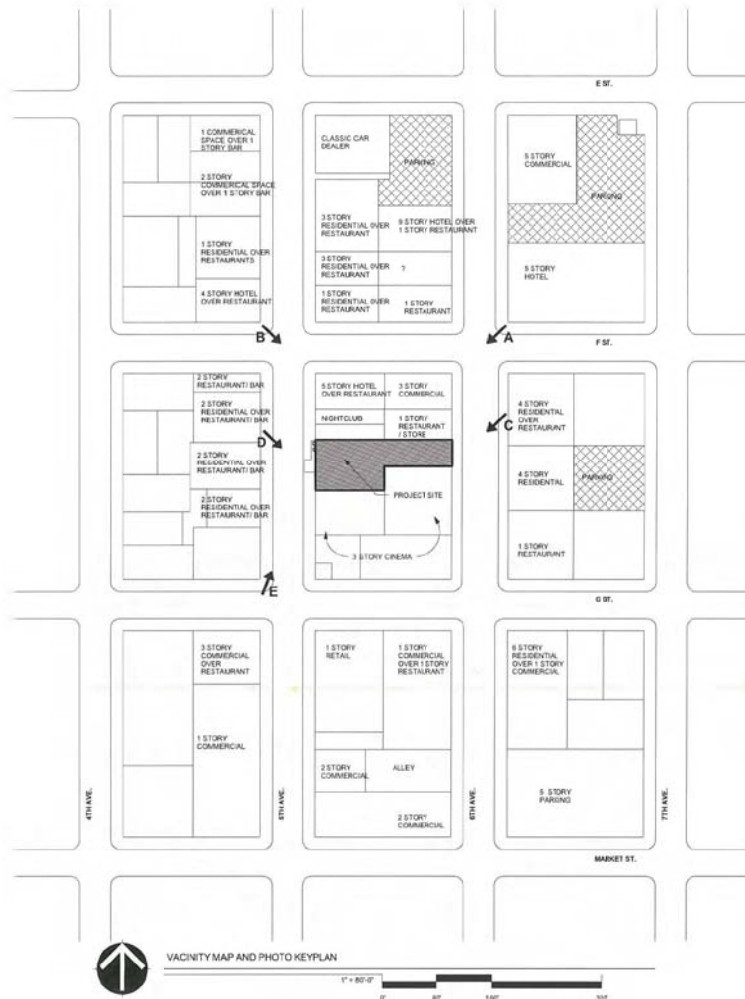 E ST.
1 COMMERICAL
SPACE OVER 1
STORY BAR
2 STORY
COMMERICAL SPACE
OVER 1 STORY BAR
1 STORY
RESIDENTIAL OVER
RESTAURANTS
4 STORY HOTEL
OVER RESTAURANT
CLASSIC CAR
DEALER
PARKING
3 STORY
RESIDENTIAL OVER
RESTAURANT
9 STORY HOTEL OVER
1 STORY RESTAURANT
3 STORY
RESIDENTIAL OVER
RESTAURANT
?
1 STORY
RESIDENTIAL OVER
RESTAURANT
1 STORY
RESTAURANT
5 STORY
COMMERCIAL
PARKING
5 STORY
HOTEL
B
A
F ST.
2 STORY
RESTAURANT/ BAR
2 STORY
RESIDENTIAL OVER
RESTAURANT/ BAR
D
2 STORY
RESIDENTIAL OVER
RESTAURANT/ BAR
2 STORY
RESIDENTIAL OVER
RESTAURANT/ BAR
5 STORY HOTEL
OVER RESTAURANT
3 STORY
COMMERCIAL
NIGHTCLUB
1 STORY
RESTAURANT
/ STORE
PROJECT SITE
3 STORY CINEMA
C
4 STORY
RESIDENTIAL
OVER
RESTAURANT
4 STORY
RESIDENTIAL
PARKING
1 STORY
RESTAURANT
E
G ST.
3 STORY
COMMERCIAL
OVER
RESTAURANT
1 STORY
COMMERCIAL
1 STORY
RETAIL
1 STORY
COMMERCIAL
OVER 1 STORY
RESTAURANT
2 STORY
COMMERCIAL
ALLEY
2 STORY
COMMERCIAL
6 STORY
RESIDENTIAL
OVER 1 STORY
COMMERCIAL
5 STORY
PARKING
4TH AVE.
5TH AVE.
6TH AVE.
7TH AVE.
MARKET ST.
VACINITY MAP AND PHOTO KEYPLAN
1" = 80'-0"
0'
80'
160'